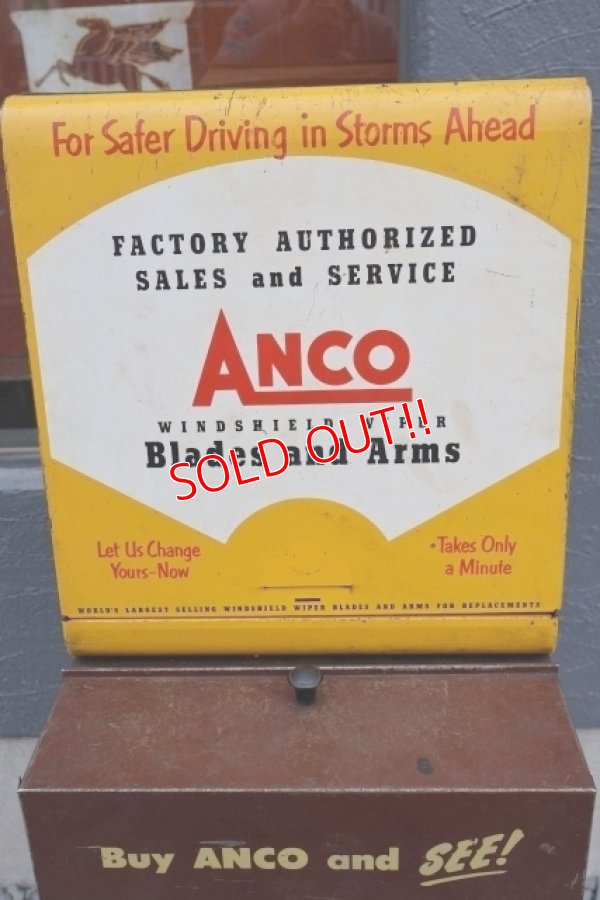 For Safer Driving in Storms Ahead
FACTORY AUTHORIZED
SALES and SERVICE
ANCO
WINDSHIELD WIPER
Blades and Arms
SOLD OUT!!
Let Us Change
Yours-Now
Takes Only
a Minute
WORLD'S LARGEST SELLING WINDSHIELD WIPER BLADES AND ARMS FOR REPLACEMENTS
Buy ANCO and SEE!